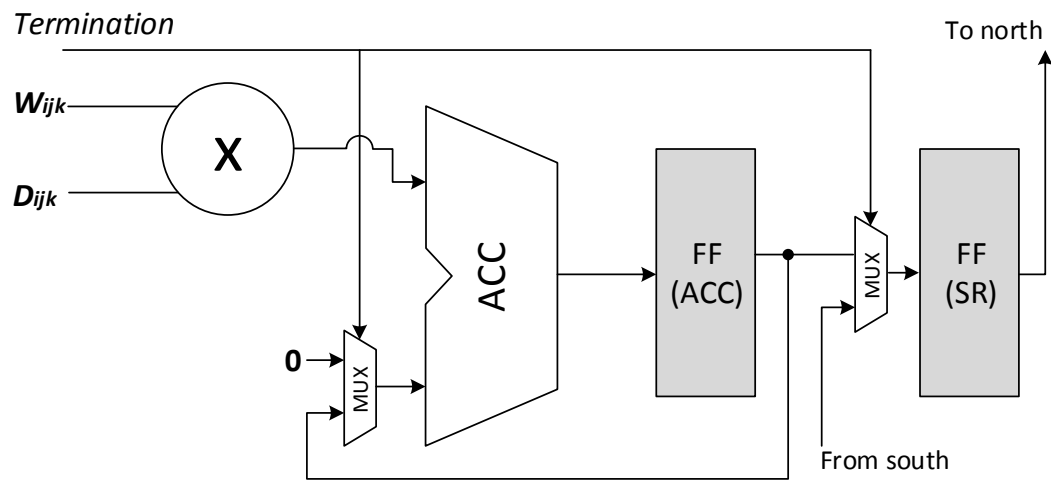 Termination
To north
Wijk
X
Dijk
ACC
FF
(ACC)
MUX
FF
(SR)
0
MUX
From south